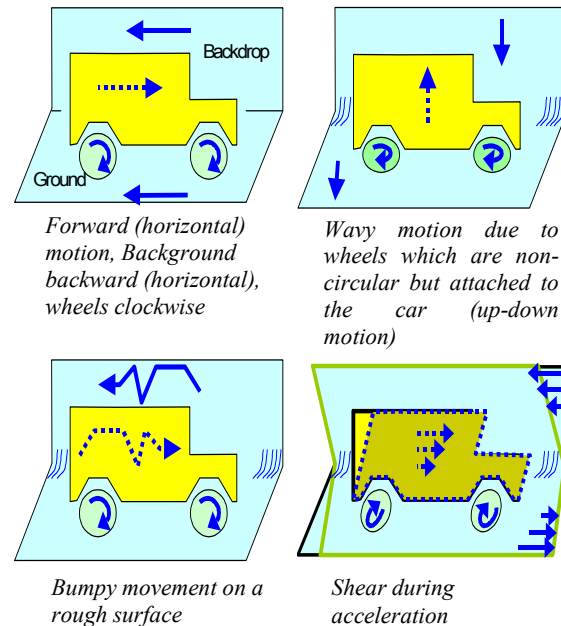 Backdrop
Ground
Forward (horizontal)
motion, Background
backward (horizontal),
wheels clockwise
Wavy motion due to
wheels which are non-
circular but attached to
the car (up-down
motion)
Bumpy movement on a
rough surface
Shear during
acceleration